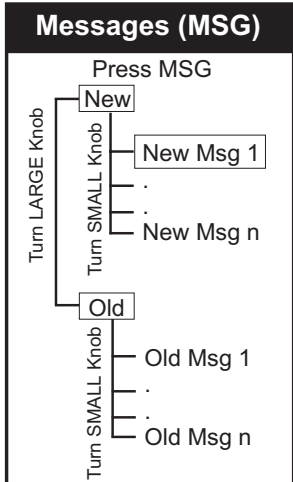 Messages (MSG)
Press MSG
Turn LARGE Knob
New
Turn SMALL Knob
New Msg 1
.
.
New Msg n
Old
Turn SMALL Knob
Old Msg 1
.
.
Old Msg n